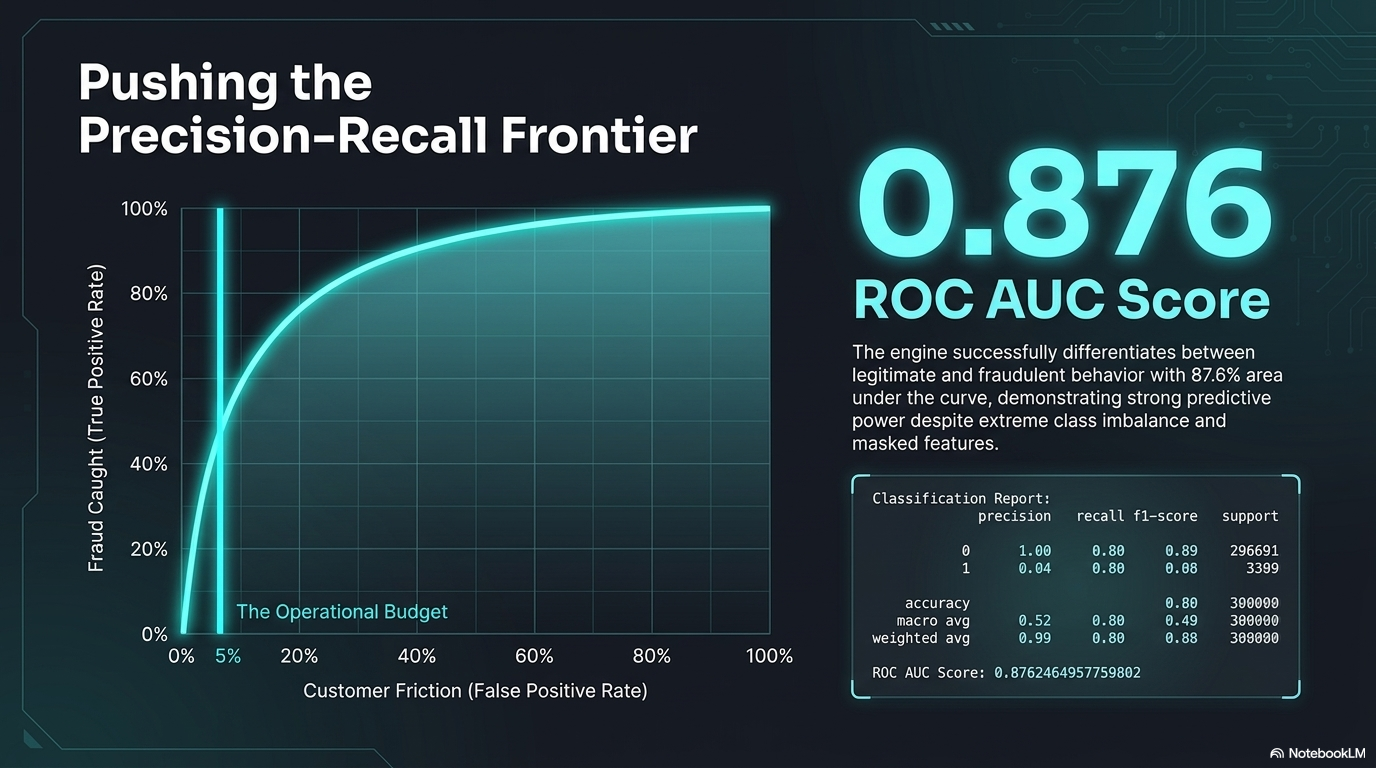 Pushing the
Precision-Recall Frontier
100%
80%
60%
40%
20%
0%
Fraud Caught (True Positive Rate)
The Operational Budget
0% 5% 20% 40% 60% 80% 100%
Customer Friction (False Positive Rate)
0.876
ROC AUC Score
The engine successfully differentiates between
legitimate and fraudulent behavior with 87.6% area
under the curve, demonstrating strong predictive
power despite extreme class imbalance and
masked features.
Classification Report:
precision recall f1-score support
0 1.00 0.80 0.89 296691
1 0.04 0.80 0.08 3399
accuracy 0.80 300000
macro avg 0.52 0.80 0.49 300000
weighted avg 0.99 0.80 0.88 309000
ROC AUC Score: 0.8762464957759802
NotebookLM